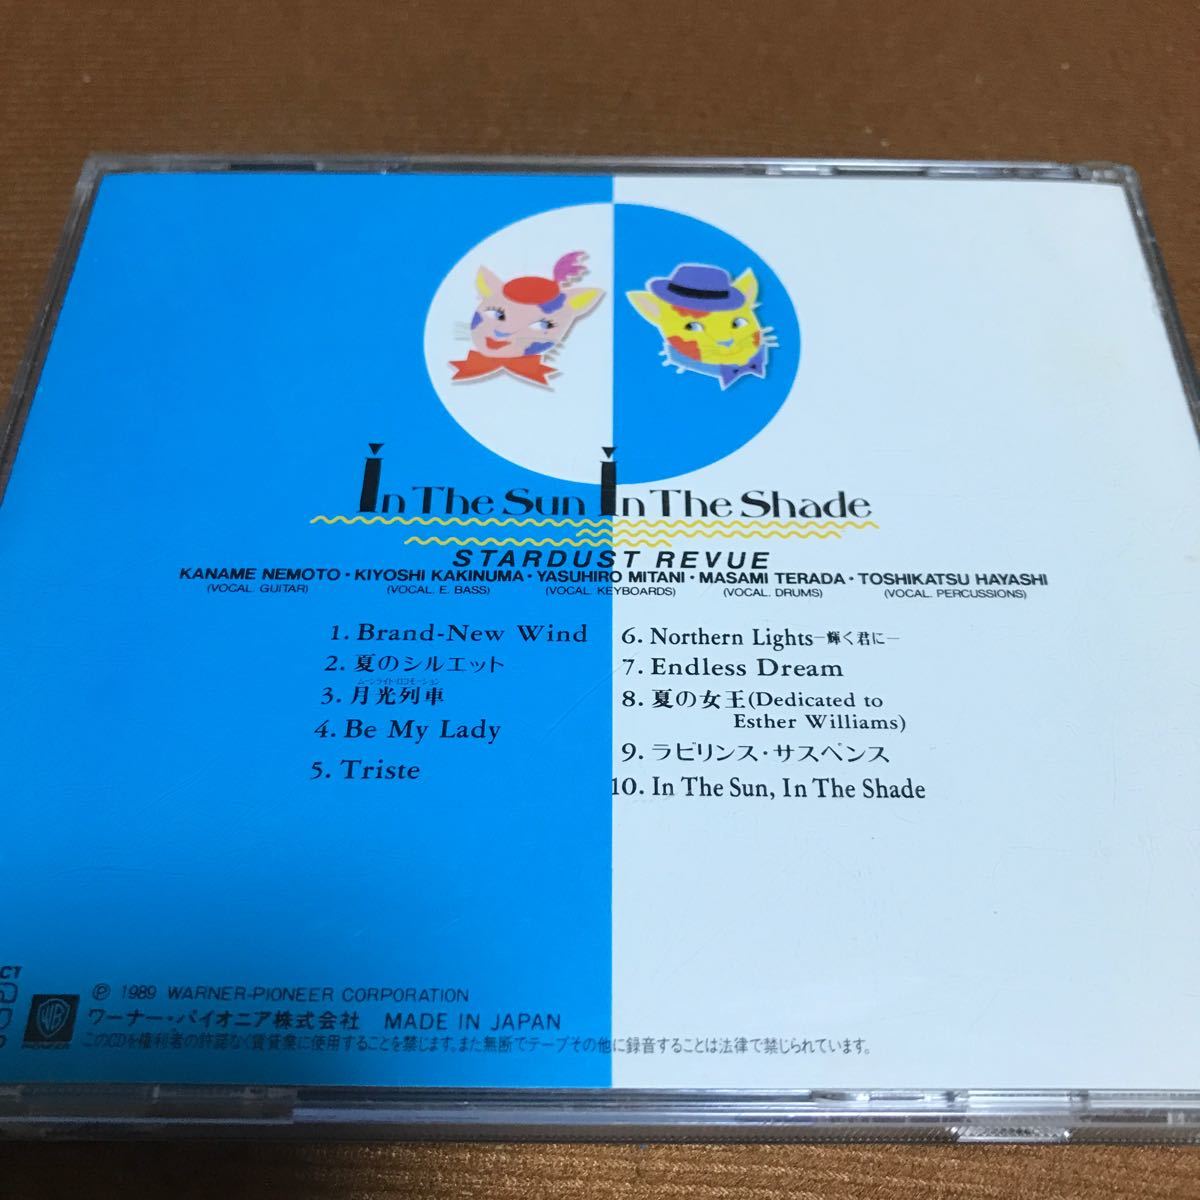 In The Sun In The Shade
STARDUST REVUE
KANAME NEMOTO・KIYOSHI KAKINUMA・YASUHIRO MITANI・MASAMI TERADA・TOSHIKATSU HAYASHI
(VOCAL. GUITAR) (VOCAL. E. BASS) (VOCAL. KEYBOARDS) (VOCAL. DRUMS) (VOCAL. PERCUSSIONS)
1. Brand-New Wind
2. 夏のシルエット
ムーンライト・ロコモーション
3. 月光列車
4. Be My Lady
5. Triste
6. Northern Lights—輝く君に—
7. Endless Dream
8. 夏の女王(Dedicated to
Esther Williams)
9. ラビリンス・サスペンス
10. In The Sun, In The Shade
℗ 1989 WARNER-PIONEER CORPORATION
ワーナー・パイオニア株式会社 MADE IN JAPAN
このCDを権利者の許諾なく賃貸業に使用することを禁じます。また無断でテープその他に録音することは法律で禁じられています。